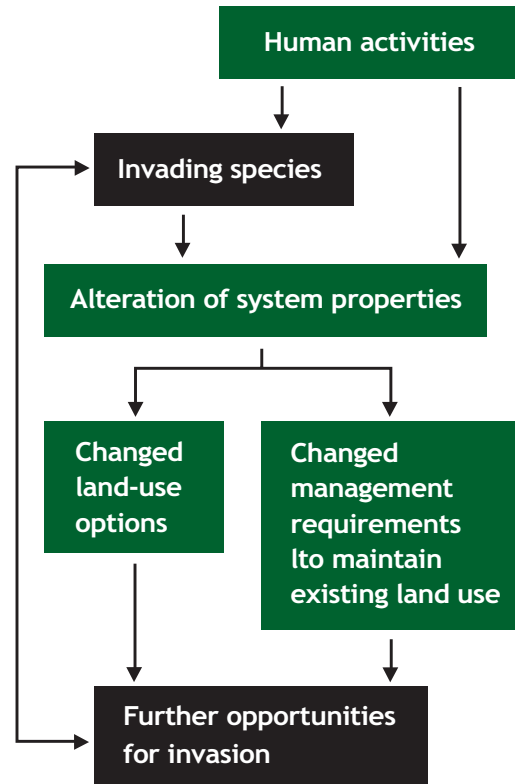 Human activities
Invading species
Alteration of system properties
Changed
land-use
options
Changed
management
requirements
lto maintain
existing land use
Further opportunities
for invasion